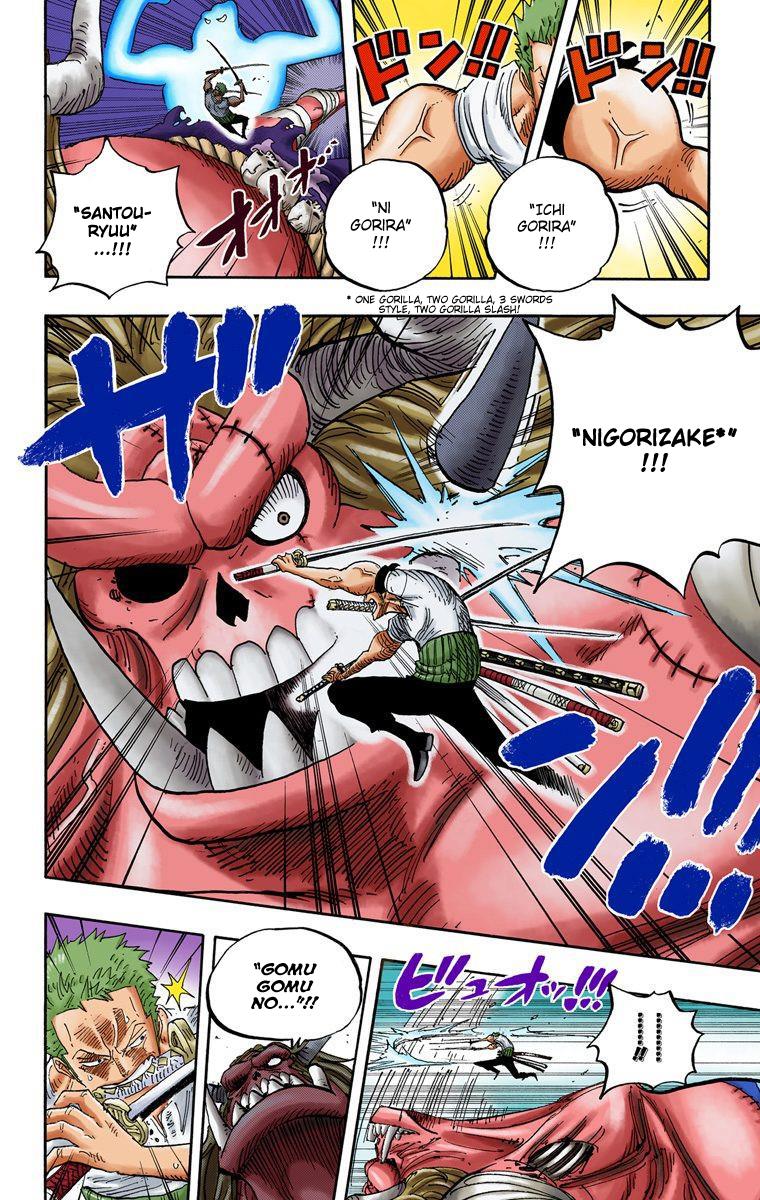 ドン!!
"ICHI
GORIRA"
!!!
ドン!!
"NI
GORIRA"
!!!
オオオ
"SANTOU-
RYUU"
...!!!
* ONE GORILLA, TWO GORILLA, 3 SWORDS
STYLE, TWO GORILLA SLASH!
"NIGORIZAKE*"
!!!
ザン!!!
ビュオッ!!!
"GOMU
GOMU
NO..."!!